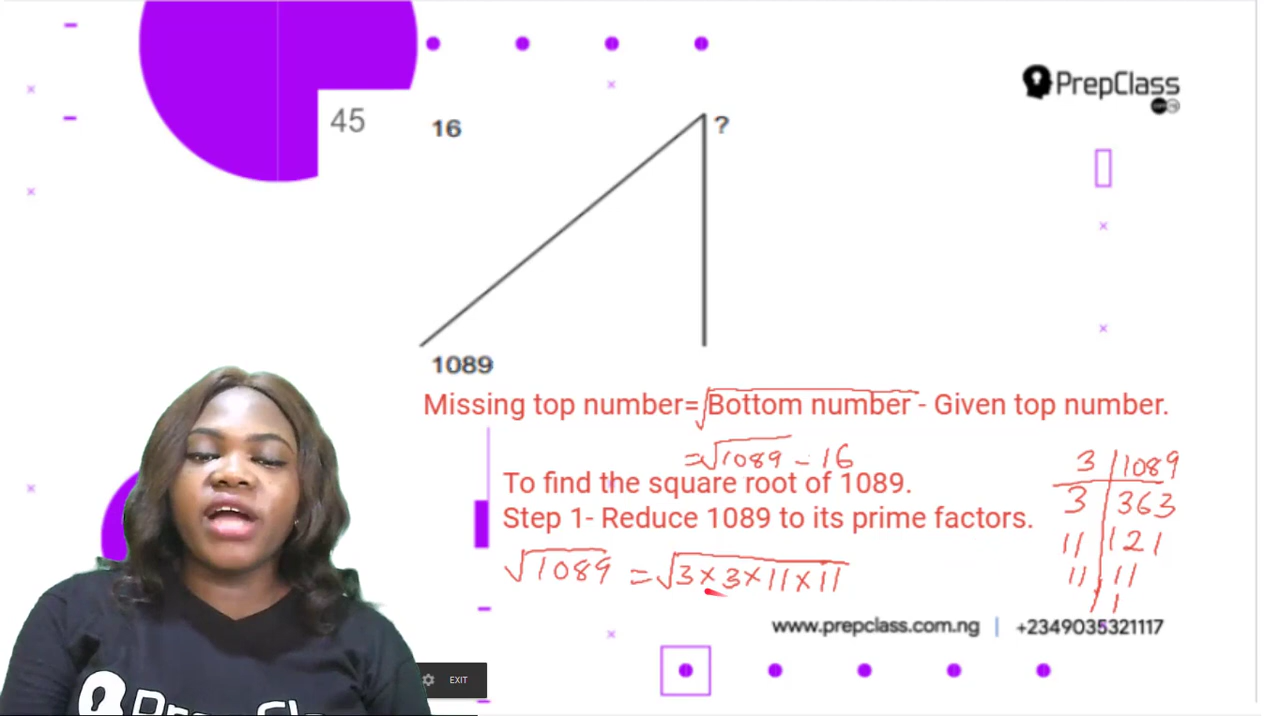 PrepClass
45
16
?
1089
Missing top number=√Bottom number - Given top number.
=√1089 - 16
To find the square root of 1089.
Step 1- Reduce 1089 to its prime factors.
√1089 = √3×3×11×11
3 | 1089
3 | 363
11 | 121
11 | 11
| 1
www.prepclass.com.ng | +2349035321117
EXIT